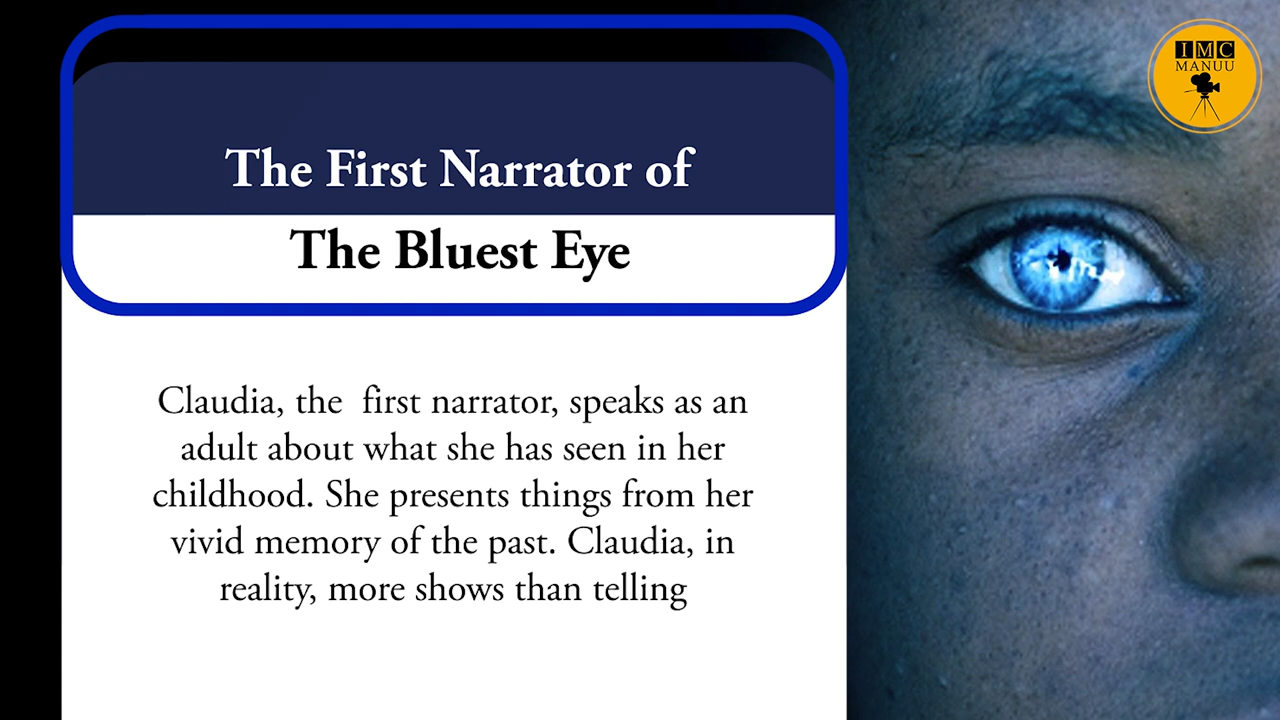 The First Narrator of
The Bluest Eye
Claudia, the first narrator, speaks as an
adult about what she has seen in her
childhood. She presents things from her
vivid memory of the past. Claudia, in
reality, more shows than telling
IMC
MANUU